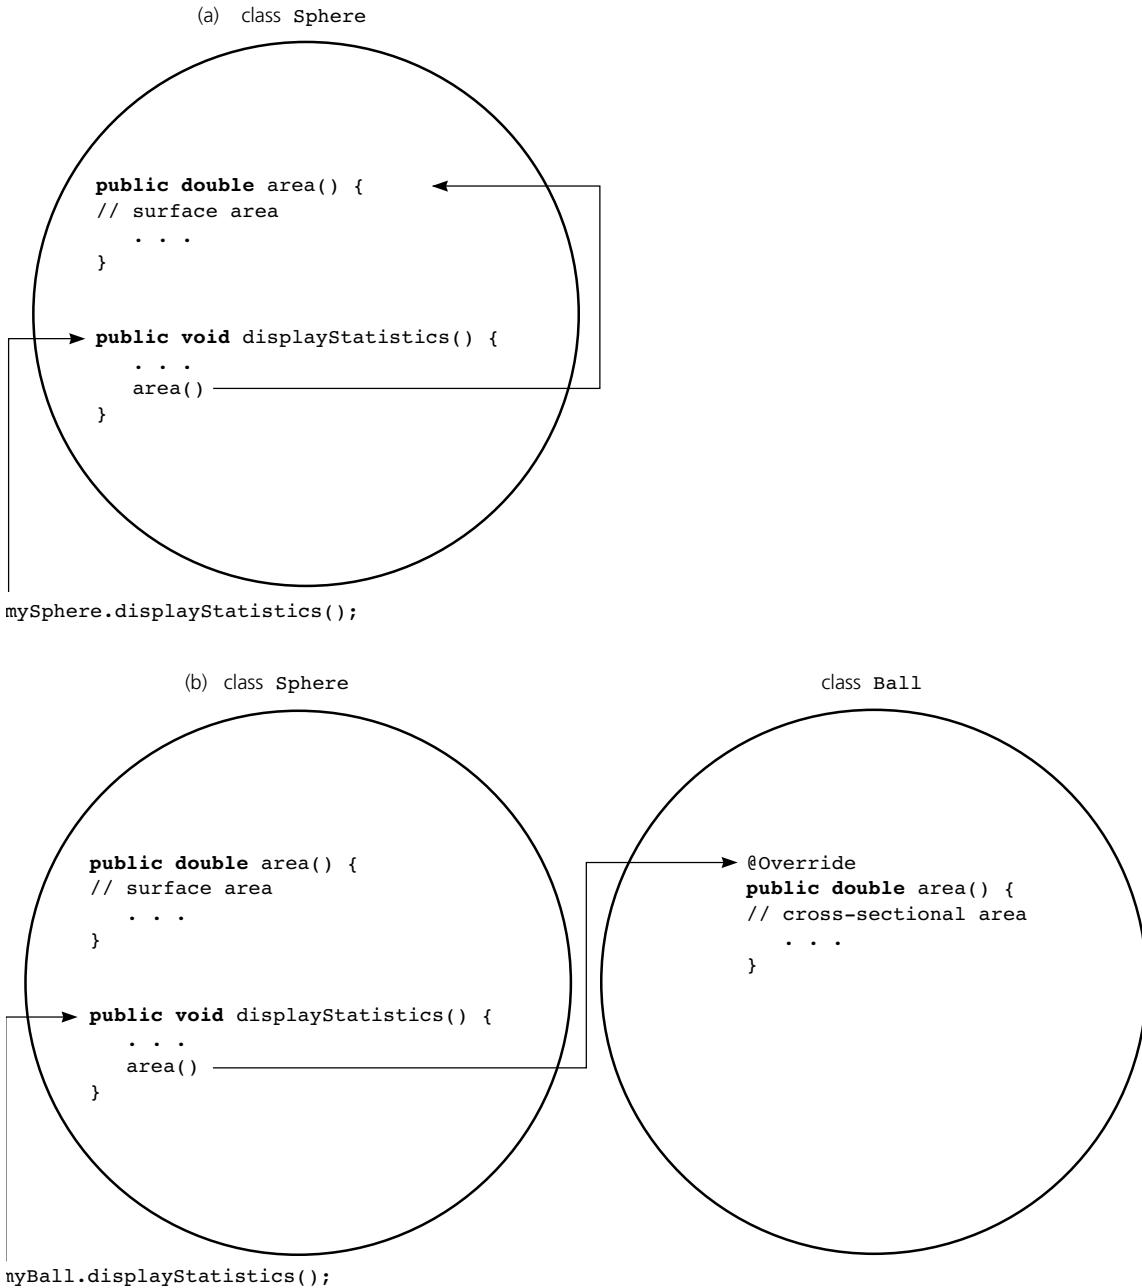 (a) class Sphere
public double area() {
// surface area
. . .
}
public void displayStatistics() {
. . .
area()
}
mySphere.displayStatistics();
(b) class Sphere
public double area() {
// surface area
. . .
}
public void displayStatistics() {
. . .
area()
}
myBall.displayStatistics();
class Ball
@Override
public double area() {
// cross-sectional area
. . .
}